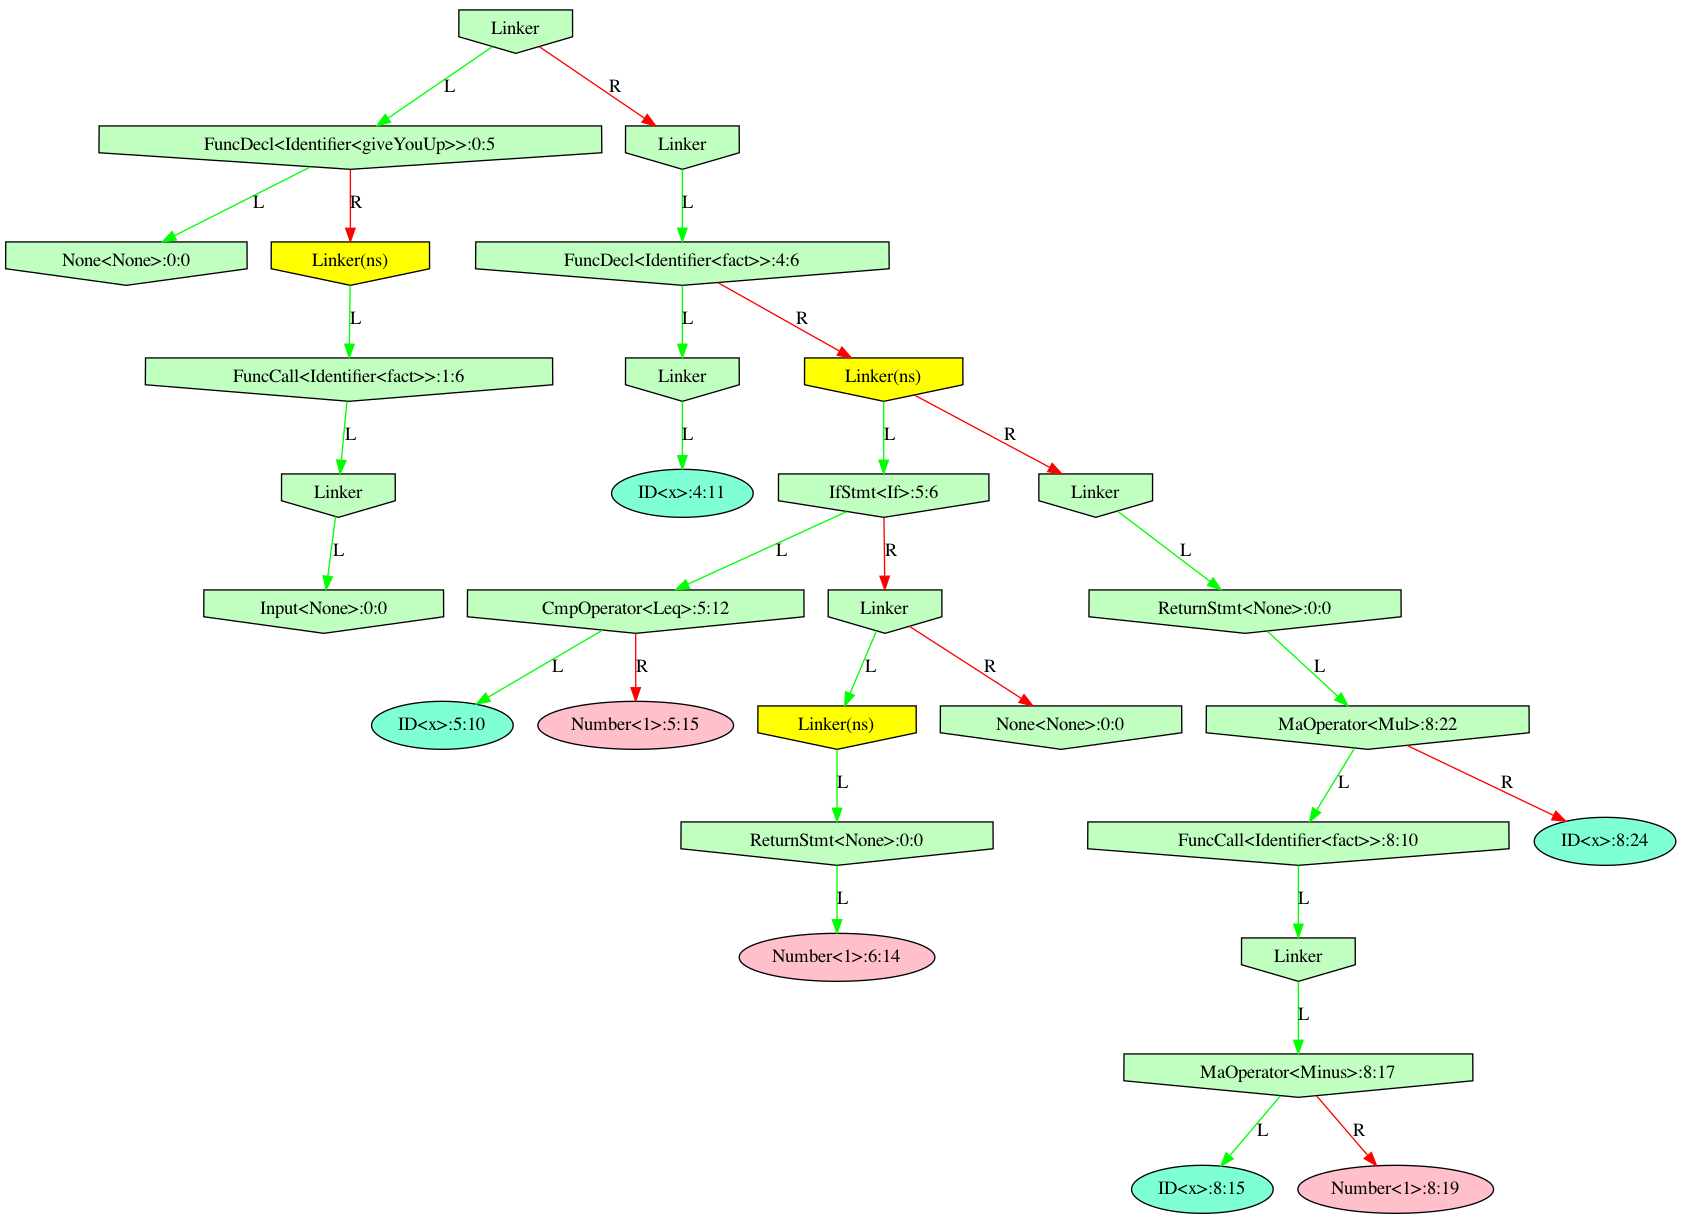 Linker
L
R
FuncDecl<Identifier<giveYouUp>>:0:5
Linker
L
R
L
None<None>:0:0
Linker(ns)
FuncDecl<Identifier<fact>>:4:6
L
L
R
FuncCall<Identifier<fact>>:1:6
Linker
Linker(ns)
L
L
L
R
Linker
ID<x>:4:11
IfStmt<If>:5:6
Linker
L
L
R
L
Input<None>:0:0
CmpOperator<Leq>:5:12
Linker
ReturnStmt<None>:0:0
L
R
L
R
L
ID<x>:5:10
Number<1>:5:15
Linker(ns)
None<None>:0:0
MaOperator<Mul>:8:22
L
L
R
ReturnStmt<None>:0:0
FuncCall<Identifier<fact>>:8:10
ID<x>:8:24
L
L
Number<1>:6:14
Linker
L
MaOperator<Minus>:8:17
L
R
ID<x>:8:15
Number<1>:8:19